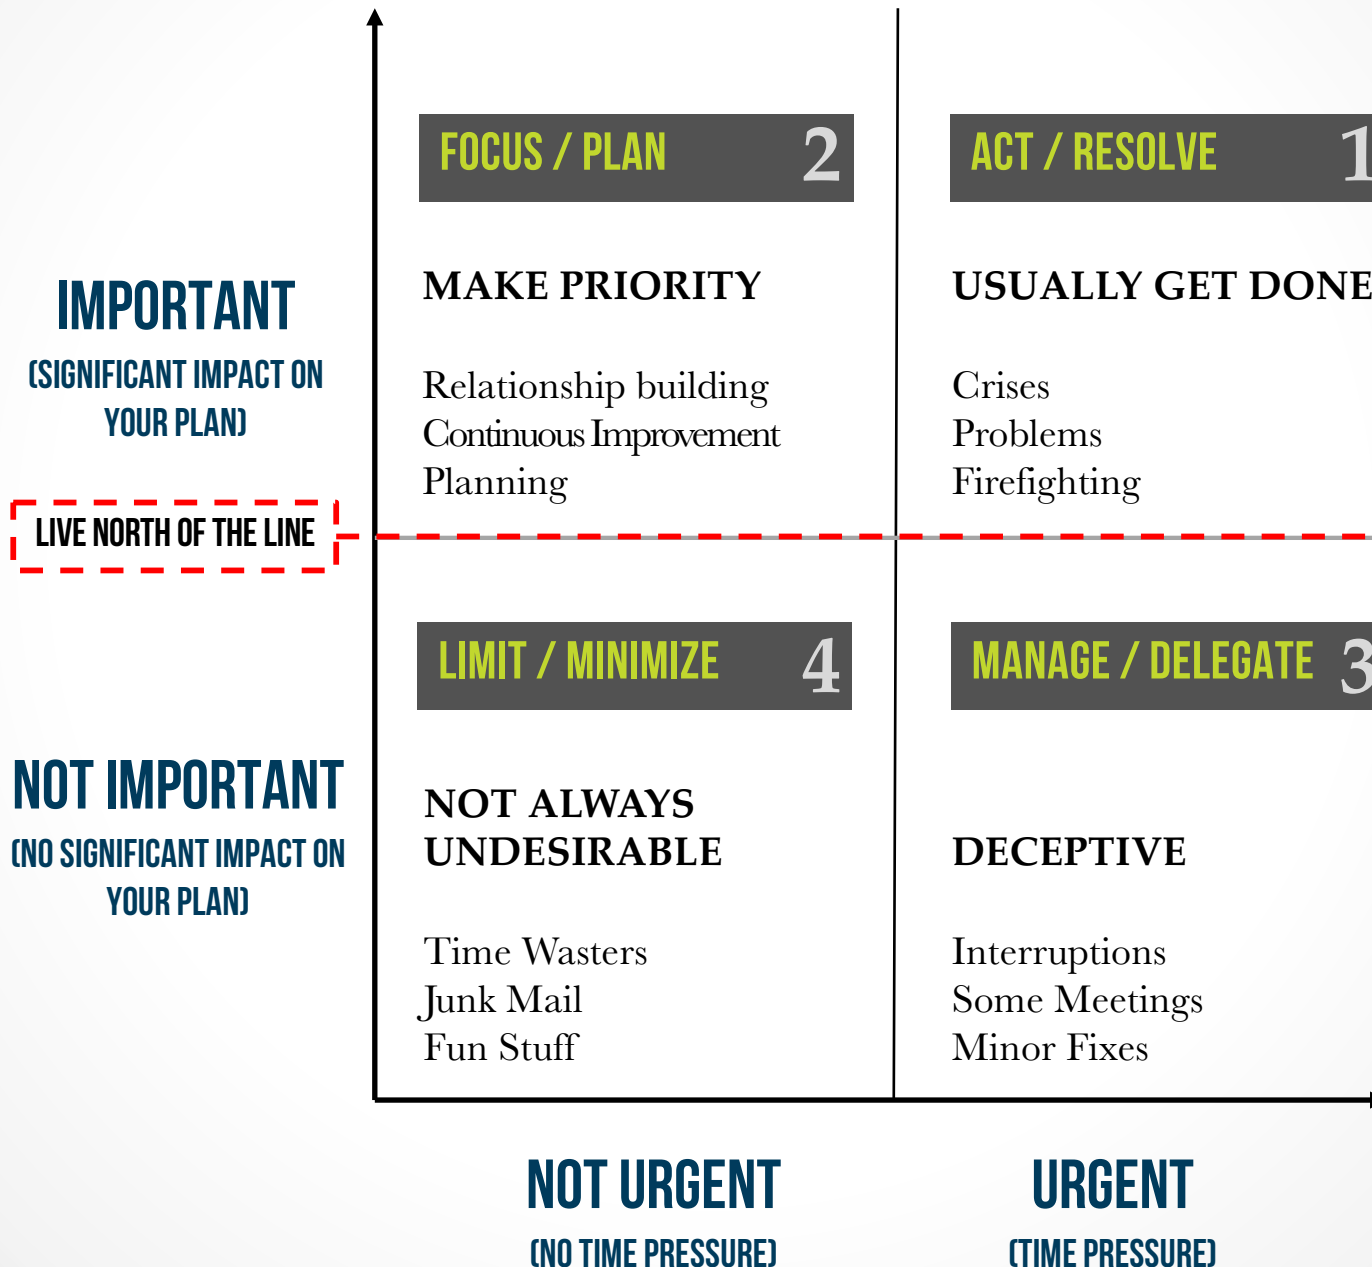 FOCUS / PLAN 2
ACT / RESOLVE 1
IMPORTANT
(SIGNIFICANT IMPACT ON
YOUR PLAN)
MAKE PRIORITY
Relationship building
Continuous Improvement
Planning
USUALLY GET DONE
Crises
Problems
Firefighting
LIVE NORTH OF THE LINE
LIMIT / MINIMIZE 4
MANAGE / DELEGATE 3
NOT IMPORTANT
(NO SIGNIFICANT IMPACT ON
YOUR PLAN)
NOT ALWAYS
UNDESIRABLE
Time Wasters
Junk Mail
Fun Stuff
DECEPTIVE
Interruptions
Some Meetings
Minor Fixes
NOT URGENT
(NO TIME PRESSURE)
URGENT
(TIME PRESSURE)